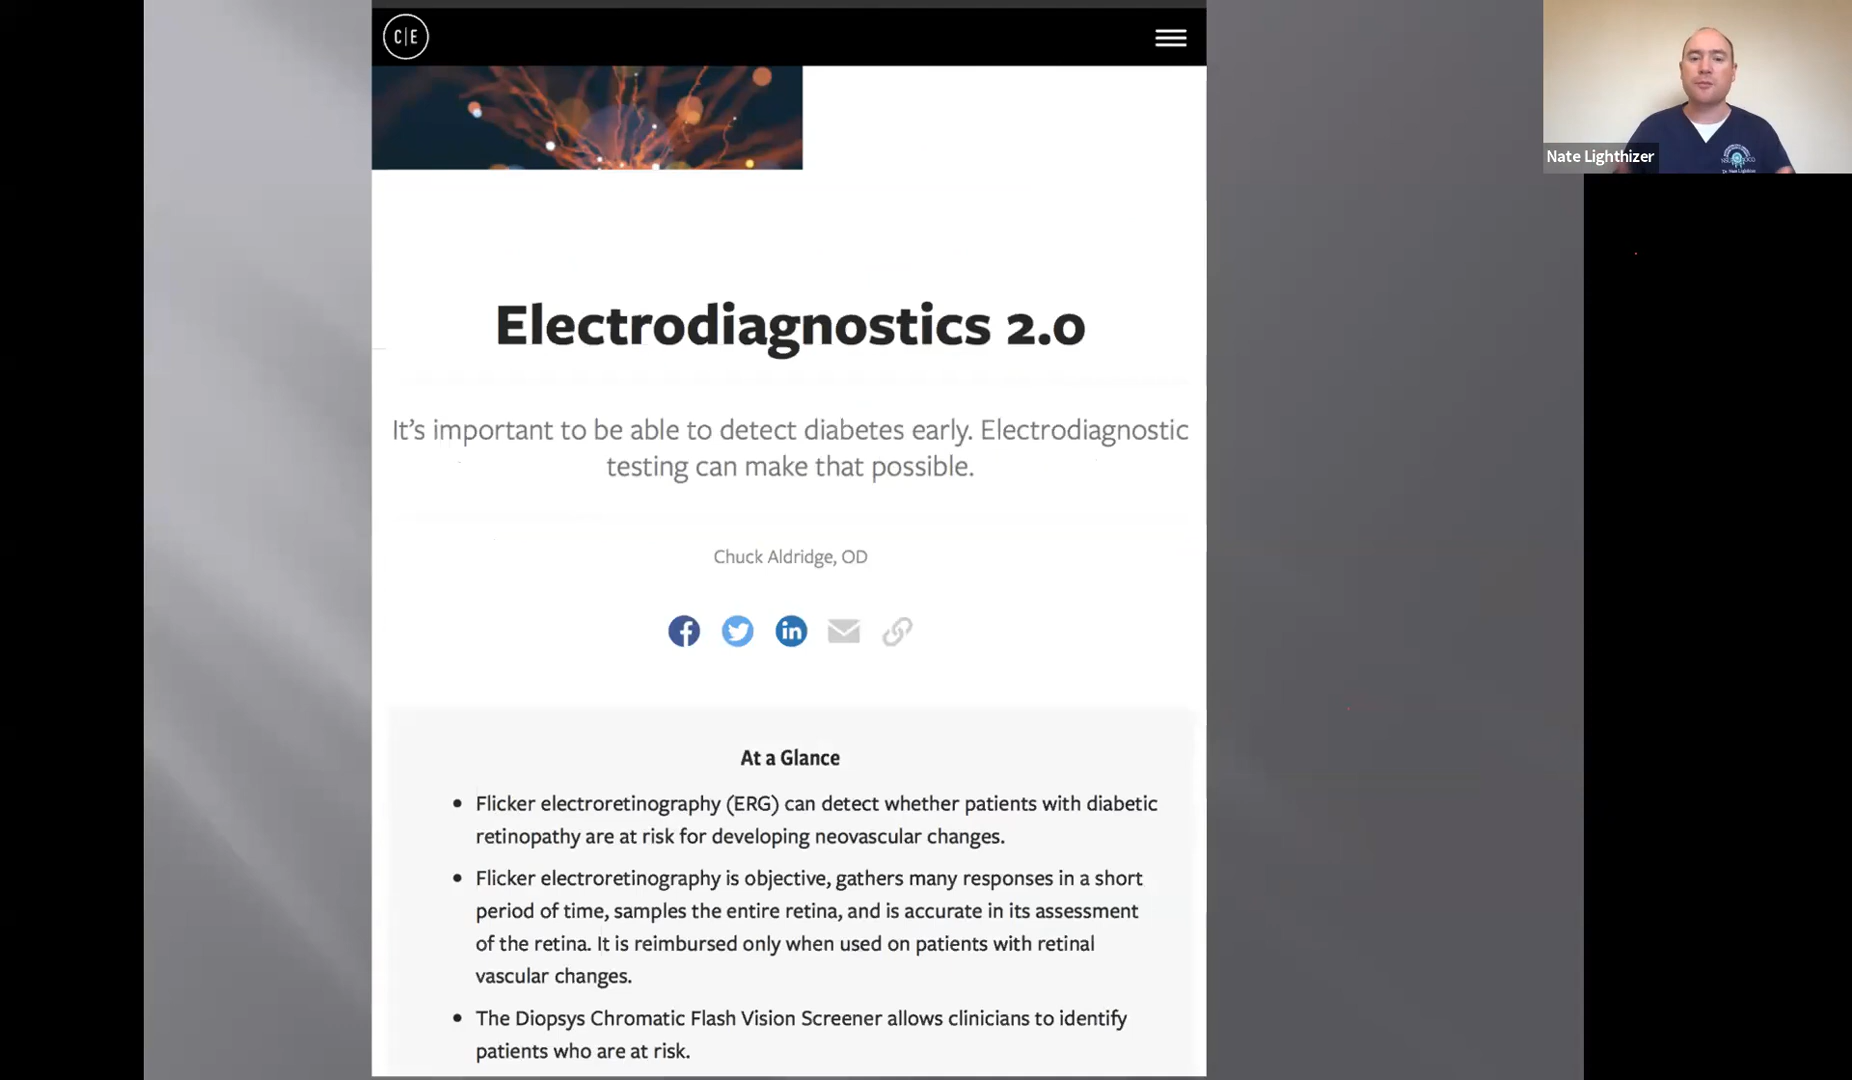 C|E
Nate Lighthizer
Electrodiagnostics 2.0
It's important to be able to detect diabetes early. Electrodiagnostic
testing can make that possible.
Chuck Aldridge, OD
At a Glance
• Flicker electroretinography (ERG) can detect whether patients with diabetic
retinopathy are at risk for developing neovascular changes.
• Flicker electroretinography is objective, gathers many responses in a short
period of time, samples the entire retina, and is accurate in its assessment
of the retina. It is reimbursed only when used on patients with retinal
vascular changes.
• The Diopsys Chromatic Flash Vision Screener allows clinicians to identify
patients who are at risk.